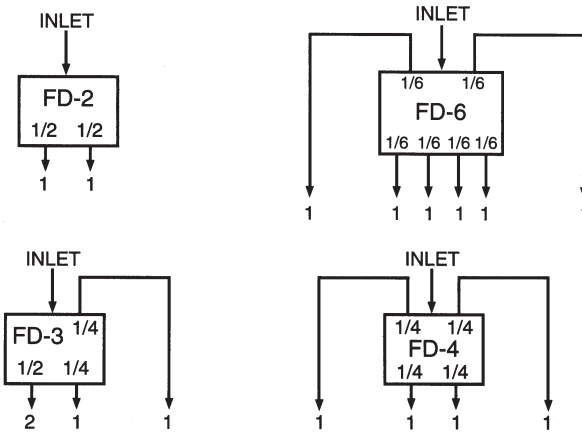 INLET
FD-2
1/2 1/2
1 1
INLET
1/6 1/6
FD-6
1/6 1/6 1/6 1/6
1 1 1 1 1 1
INLET
1/4
FD-3
1/2 1/4
2 1 1
INLET
1/4 1/4
FD-4
1/4 1/4
1 1 1 1